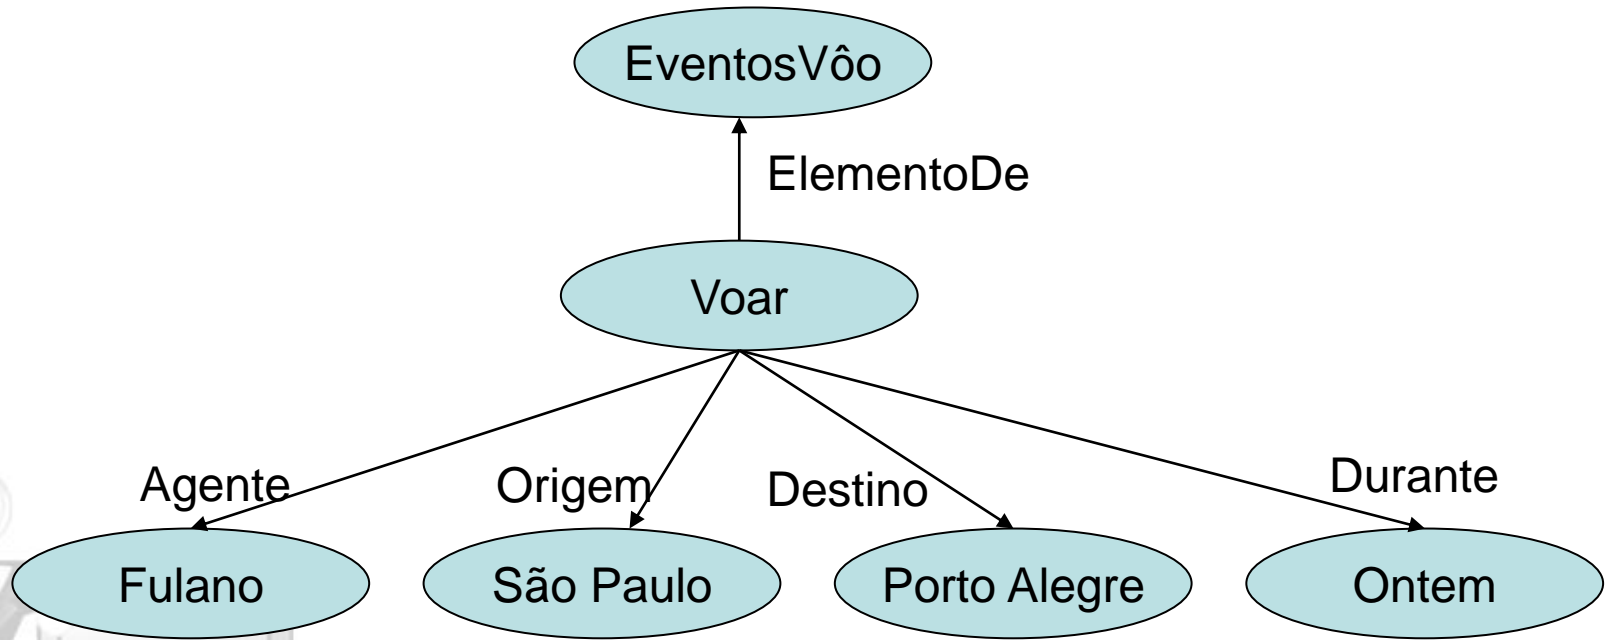 EventosVôo
ElementoDe
Voar
Agente
Origem
Destino
Durante
Fulano
São Paulo
Porto Alegre
Ontem